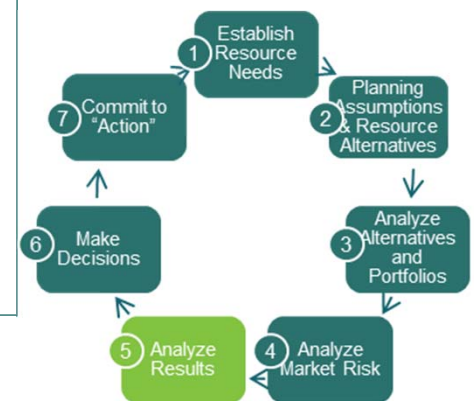 1
Establish
Resource
Needs
2
Planning
Assumptions
& Resource
Alternatives
3
Analyze
Alternatives
and
Portfolios
4
Analyze
Market Risk
5
Analyze
Results
6
Make
Decisions
7
Commit to
“Action”